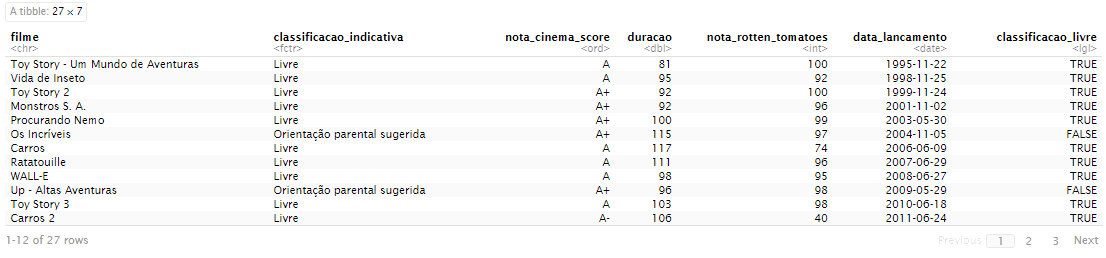 A tibble: 27 × 7
filme classificacao_indicativa nota_cinema_score duracao nota_rotten_tomatoes data_lancamento classificacao_livre
<chr> <fctr> <ord> <dbl> <int> <date> <lgl>
Toy Story - Um Mundo de Aventuras Livre A 81 100 1995-11-22 TRUE
Vida de Inseto Livre A 95 92 1998-11-25 TRUE
Toy Story 2 Livre A+ 92 100 1999-11-24 TRUE
Monstros S. A. Livre A+ 92 96 2001-11-02 TRUE
Procurando Nemo Livre A+ 100 99 2003-05-30 TRUE
Os Incríveis Orientação parental sugerida A+ 115 97 2004-11-05 FALSE
Carros Livre A 117 74 2006-06-09 TRUE
Ratatouille Livre A 111 96 2007-06-29 TRUE
WALL-E Livre A 98 95 2008-06-27 TRUE
Up - Altas Aventuras Orientação parental sugerida A+ 96 98 2009-05-29 FALSE
Toy Story 3 Livre A 103 98 2010-06-18 TRUE
Carros 2 Livre A- 106 40 2011-06-24 TRUE
1-12 of 27 rows Previous 1 2 3 Next